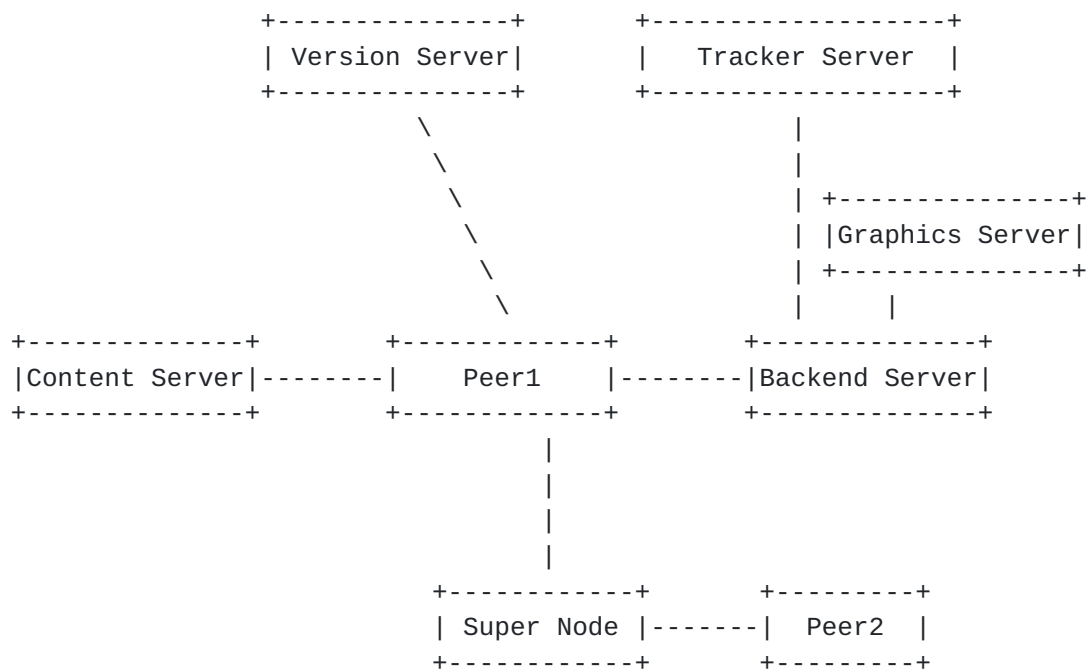 Version Server
Tracker Server
Graphics Server
Content Server
Peer1
Backend Server
Super Node
Peer2